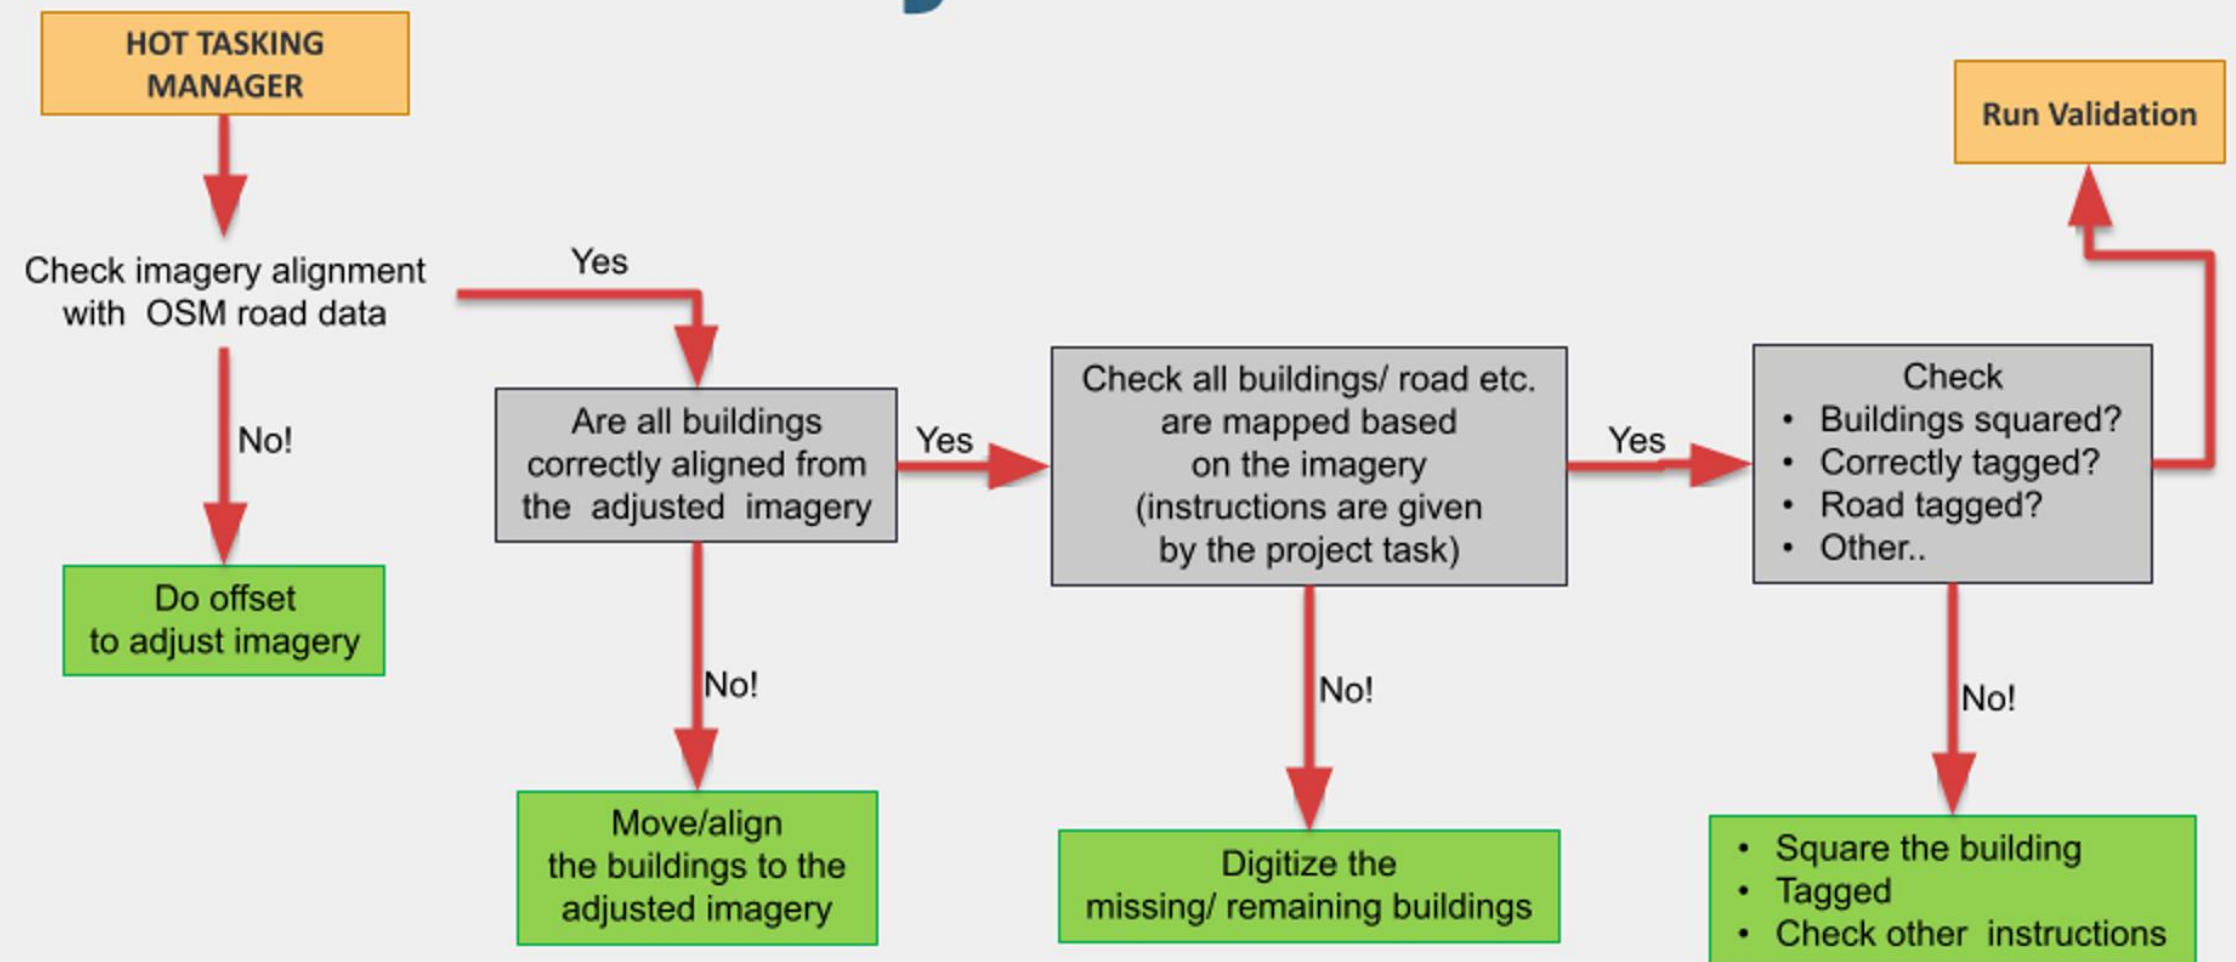 HOT TASKING
MANAGER
Run Validation
Check imagery alignment
with OSM road data
Yes
No!
Do offset
to adjust imagery
Are all buildings
correctly aligned from
the adjusted imagery
Yes
No!
Move/align
the buildings to the
adjusted imagery
Check all buildings/ road etc.
are mapped based
on the imagery
(instructions are given
by the project task)
Yes
No!
Digitize the
missing/ remaining buildings
Check
• Buildings squared?
• Correctly tagged?
• Road tagged?
• Other..
No!
• Square the building
• Tagged
• Check other instructions